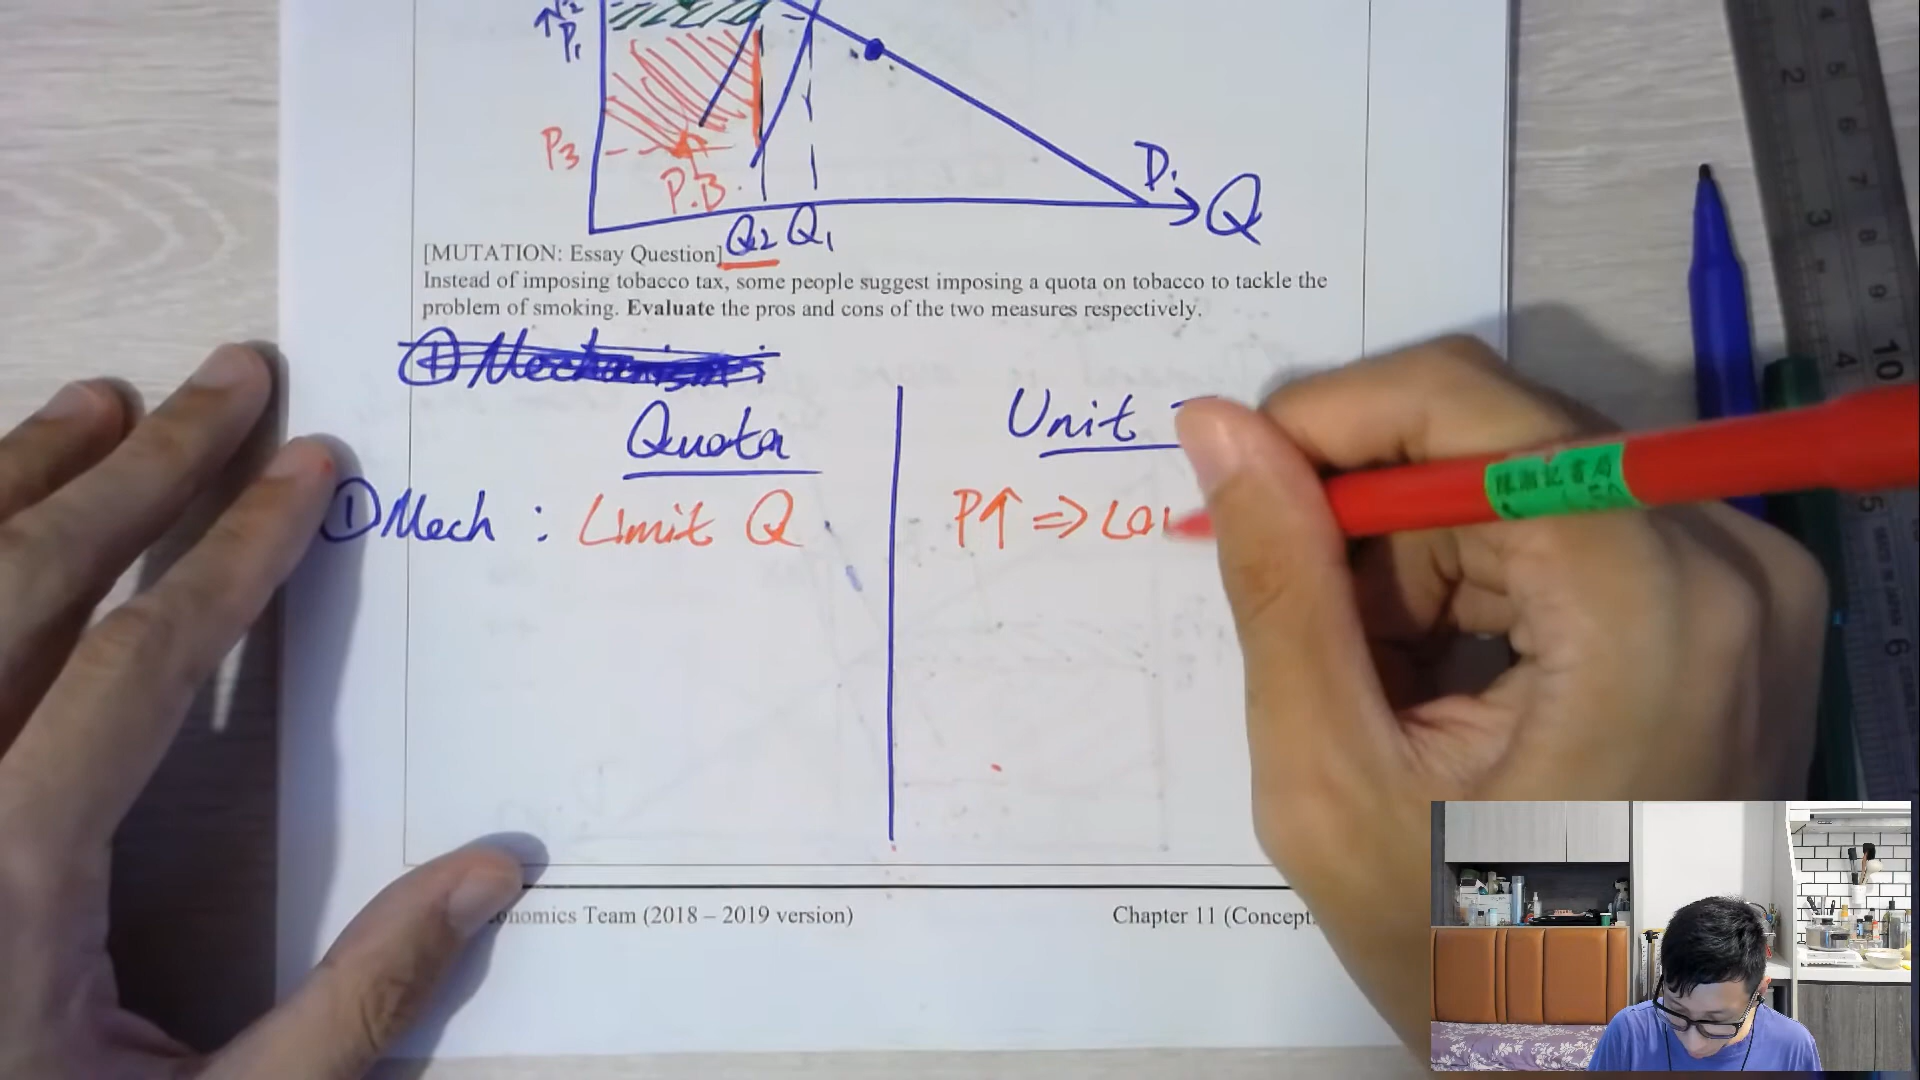 P₁
P₃
P.B.
D.
Q
Q₂ Q₁
[MUTATION: Essay Question]
Instead of imposing tobacco tax, some people suggest imposing a quota on tobacco to tackle the
problem of smoking. Evaluate the pros and cons of the two measures respectively.
Quota
Unit
① Mech : Limit Q
P↑ ⇒
Economics Team (2018 – 2019 version)
Chapter 11 (Concept